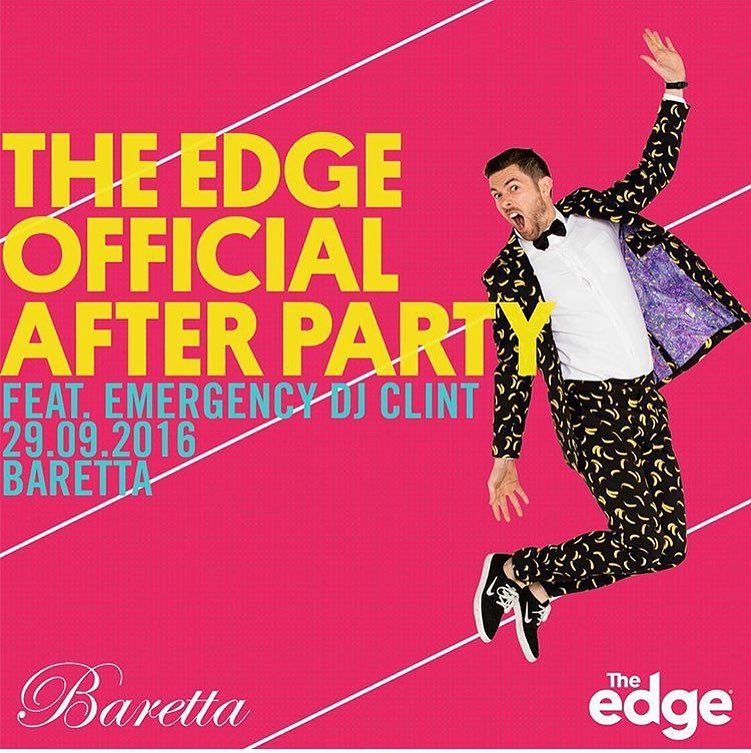 THE EDGE
OFFICIAL
AFTER PARTY
FEAT. EMERGENCY DJ CLINT
29.09.2016
BARETTA
Baretta
The
edge